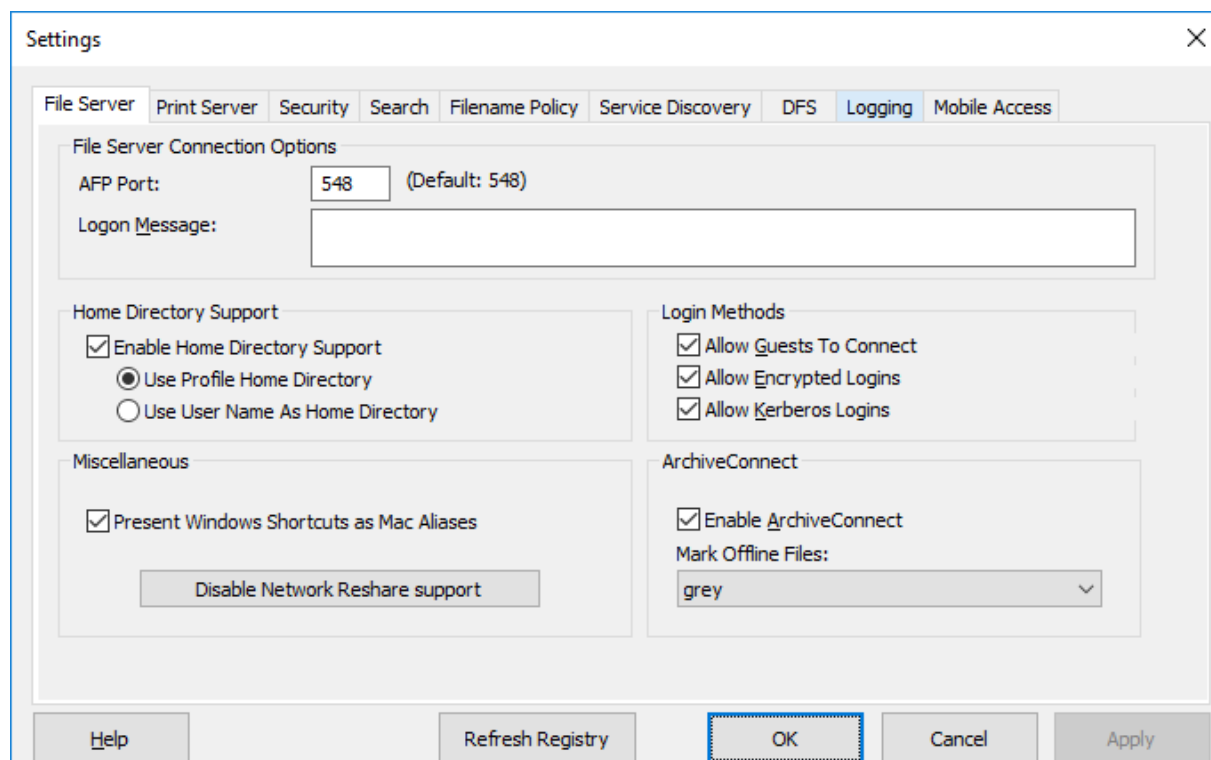 Settings
File Server Print Server Security Search Filename Policy Service Discovery DFS Logging Mobile Access
File Server Connection Options
AFP Port: 548 (Default: 548)
Logon Message:
Home Directory Support
Enable Home Directory Support
Use Profile Home Directory
Use User Name As Home Directory
Login Methods
Allow Guests To Connect
Allow Encrypted Logins
Allow Kerberos Logins
Miscellaneous
Present Windows Shortcuts as Mac Aliases
Disable Network Reshare support
ArchiveConnect
Enable ArchiveConnect
Mark Offline Files:
grey
Help Refresh Registry OK Cancel Apply